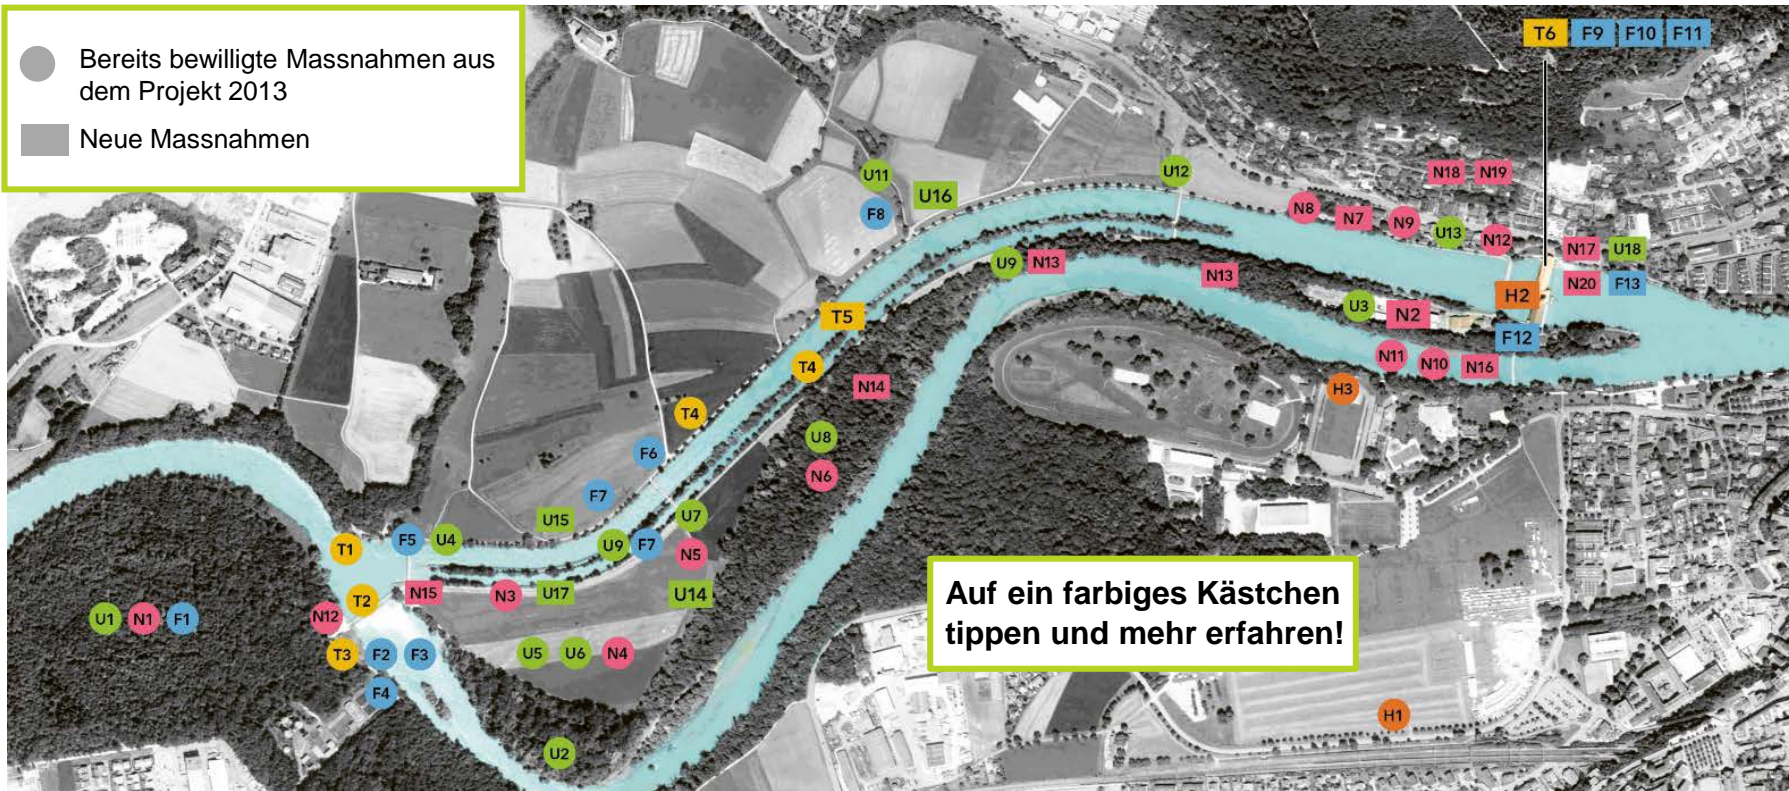 Bereits bewilligte Massnahmen aus
dem Projekt 2013
Neue Massnahmen
T6 F9 F10 F11
U11
U12
N18 N19
U16
F8
N8 N7 N9 U13 N12
N17 U18
U9 N13
N13
N20 F13
H2
U3 N2
T5
F12
N11 N10 N16
T4
N14
H3
T4
U8
F6
N6
F7
U15
U7
T1 F5 U4
U9 F7
N5
N15 N3 U17 U14
T2
U1 N1 F1
N12
T3 F2 F3
U5 U6 N4
F4
U2
Auf ein farbiges Kästchen
tippen und mehr erfahren!
H1